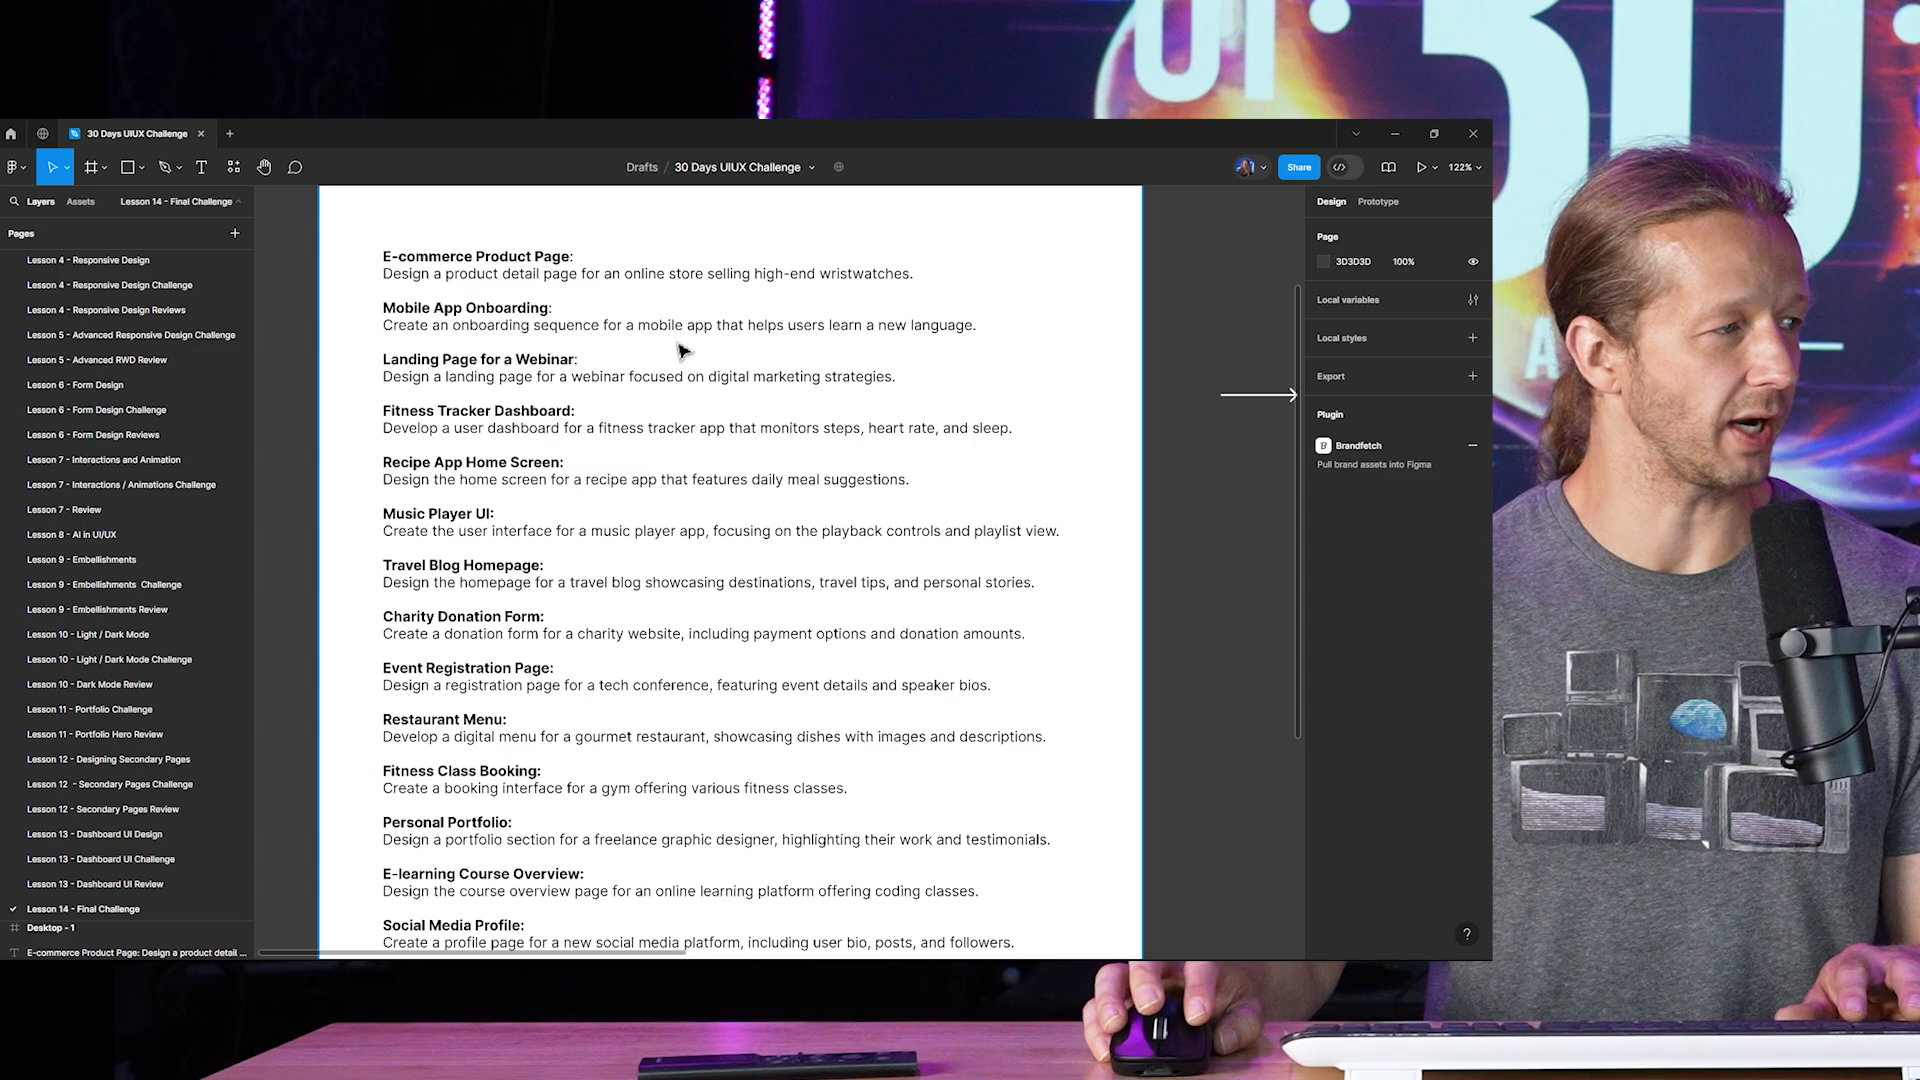 UI
30
A
30 Days UIUX Challenge
Drafts / 30 Days UIUX Challenge
Share
122%
Layers
Assets
Lesson 14 - Final Challenge
Pages
Lesson 4 - Responsive Design
Lesson 4 - Responsive Design Challenge
Lesson 4 - Responsive Design Reviews
Lesson 5 - Advanced Responsive Design Challenge
Lesson 5 - Advanced RWD Review
Lesson 6 - Form Design
Lesson 6 - Form Design Challenge
Lesson 6 - Form Design Reviews
Lesson 7 - Interactions and Animation
Lesson 7 - Interactions / Animations Challenge
Lesson 7 - Review
Lesson 8 - AI in UI/UX
Lesson 9 - Embellishments
Lesson 9 - Embellishments Challenge
Lesson 9 - Embellishments Review
Lesson 10 - Light / Dark Mode
Lesson 10 - Light / Dark Mode Challenge
Lesson 10 - Dark Mode Review
Lesson 11 - Portfolio Challenge
Lesson 11 - Portfolio Hero Review
Lesson 12 - Designing Secondary Pages
Lesson 12 - Secondary Pages Challenge
Lesson 12 - Secondary Pages Review
Lesson 13 - Dashboard UI Design
Lesson 13 - Dashboard UI Challenge
Lesson 13 - Dashboard UI Review
Lesson 14 - Final Challenge
Desktop - 1
E-commerce Product Page: Design a product detail ...
E-commerce Product Page:
Design a product detail page for an online store selling high-end wristwatches.
Mobile App Onboarding:
Create an onboarding sequence for a mobile app that helps users learn a new language.
Landing Page for a Webinar:
Design a landing page for a webinar focused on digital marketing strategies.
Fitness Tracker Dashboard:
Develop a user dashboard for a fitness tracker app that monitors steps, heart rate, and sleep.
Recipe App Home Screen:
Design the home screen for a recipe app that features daily meal suggestions.
Music Player UI:
Create the user interface for a music player app, focusing on the playback controls and playlist view.
Travel Blog Homepage:
Design the homepage for a travel blog showcasing destinations, travel tips, and personal stories.
Charity Donation Form:
Create a donation form for a charity website, including payment options and donation amounts.
Event Registration Page:
Design a registration page for a tech conference, featuring event details and speaker bios.
Restaurant Menu:
Develop a digital menu for a gourmet restaurant, showcasing dishes with images and descriptions.
Fitness Class Booking:
Create a booking interface for a gym offering various fitness classes.
Personal Portfolio:
Design a portfolio section for a freelance graphic designer, highlighting their work and testimonials.
E-learning Course Overview:
Design the course overview page for an online learning platform offering coding classes.
Social Media Profile:
Create a profile page for a new social media platform, including user bio, posts, and followers.
Design
Prototype
Page
3D3D3D
100%
Local variables
Local styles
Export
Plugin
Brandfetch
Pull brand assets into Figma
?